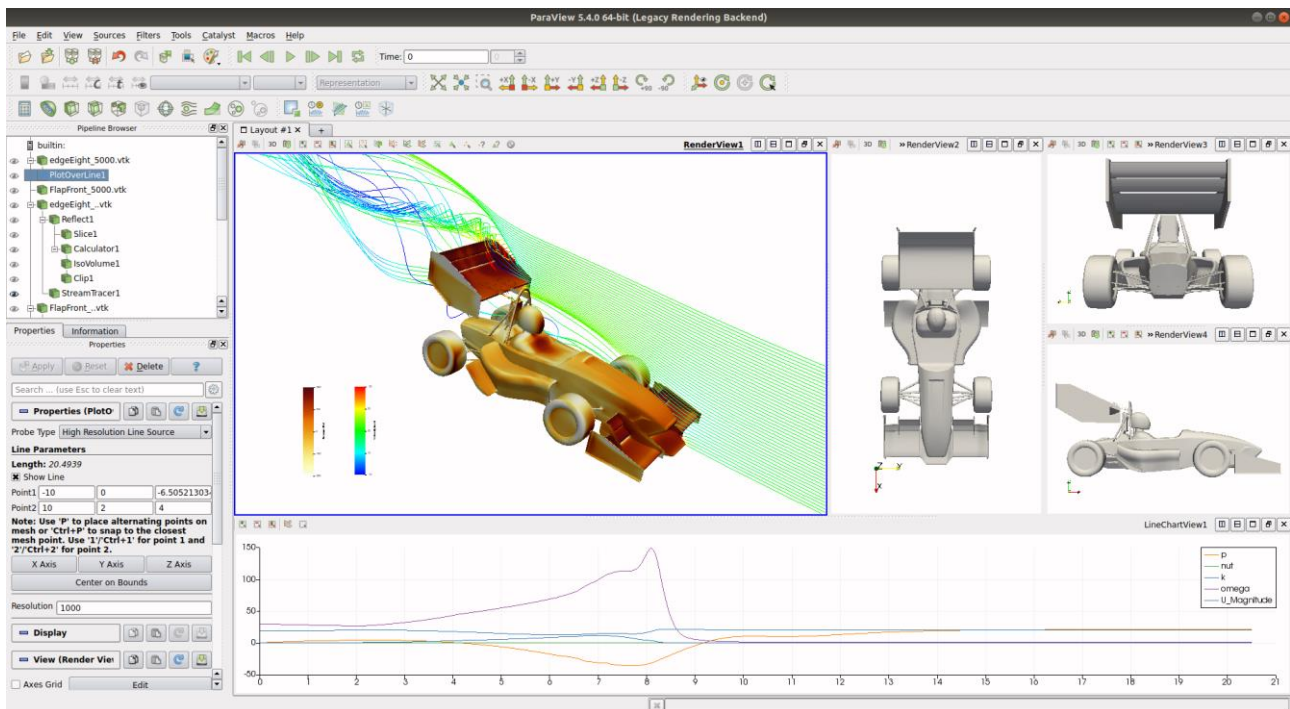 ParaView 5.4.0 64-bit (Legacy Rendering Backend)
File Edit View Sources Filters Tools Catalyst Macros Help
Time: 0 0
Representation
Pipeline Browser
Layout #1
builtin:
edgeEight_5000.vtk
PlotOverLine1
FlapFront_5000.vtk
edgeEight_..vtk
Reflect1
Slice1
Calculator1
IsoVolume1
Clip1
StreamTracer1
FlapFront_..vtk
3D RenderView1
3D »RenderView2
3D »RenderView3
3D »RenderView4
Properties Information
Properties
Apply Reset Delete ?
Search ... (use Esc to clear text)
Properties (PlotO
Probe Type High Resolution Line Source
Line Parameters
Length: 20.4939
Show Line
Point1 -10 0 -6.50521303
Point2 10 2 4
Note: Use 'P' to place alternating points on
mesh or 'Ctrl+P' to snap to the closest
mesh point. Use '1'/'Ctrl+1' for point 1 and
'2'/'Ctrl+2' for point 2.
X Axis Y Axis Z Axis
Center on Bounds
Resolution 1000
Display
View (Render Vie
Axes Grid Edit
Z Y
X
LineChartView1
150
100
50
0
-50
p
nut
k
omega
U_Magnitude
0 1 2 3 4 5 6 7 8 9 10 11 12 13 14 15 16 17 18 19 20 21